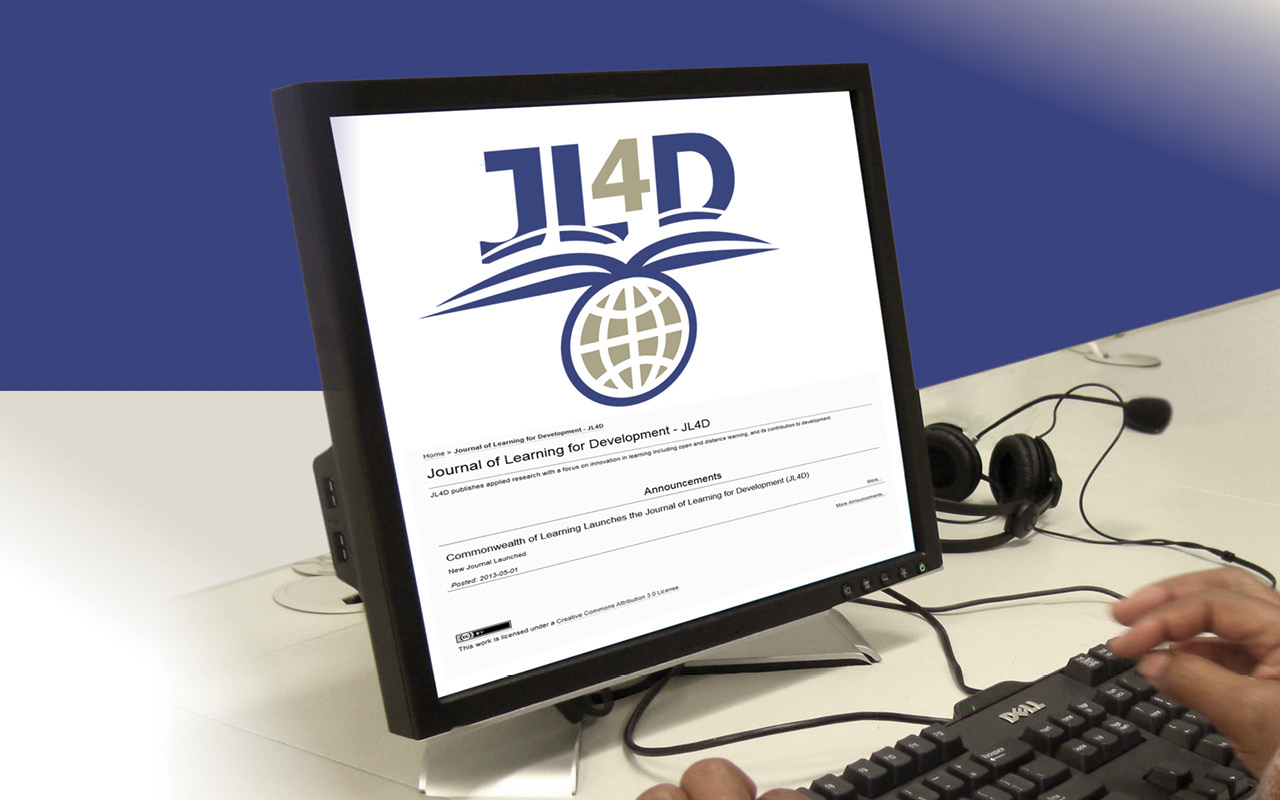 JL4D
Home > Journal of Learning for Development - JL4D
Journal of Learning for Development - JL4D
JL4D publishes applied research with a focus on innovation in learning including open and distance learning, and its contribution to development.
Announcements
Commonwealth of Learning Launches the Journal of Learning for Development (JL4D)
New Journal Launched
More...
Posted: 2013-05-01
More Announcements...
cc BY
This work is licensed under a Creative Commons Attribution 3.0 License.
DELL
Backspace